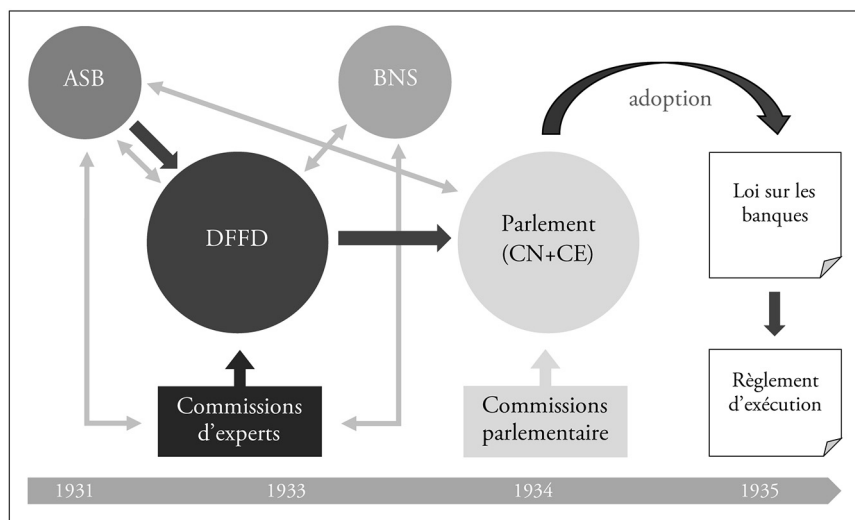 ASB
BNS
adoption
DFFD
Parlement
(CN+CE)
Loi sur les
banques
Commissions
d’experts
Commissions
parlementaire
Règlement
d’exécution
1931
1933
1934
1935